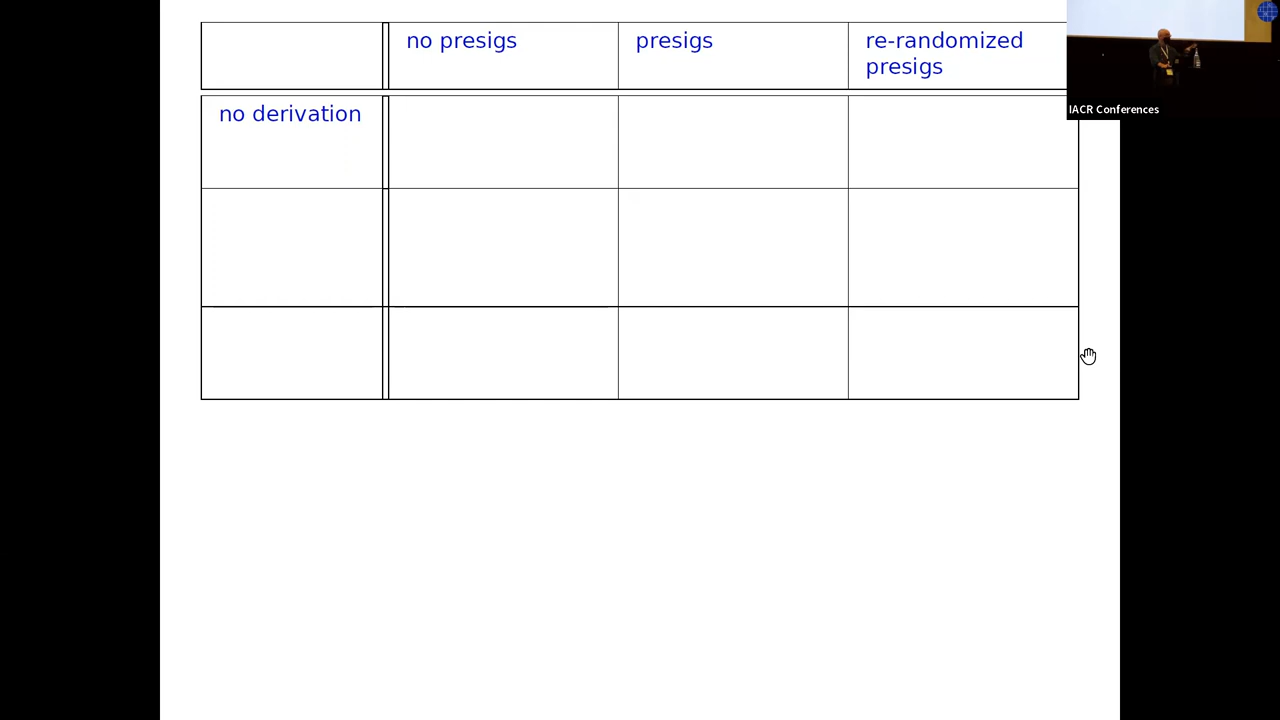 no presigs
presigs
re-randomized
presigs
no derivation
IACR Conferences